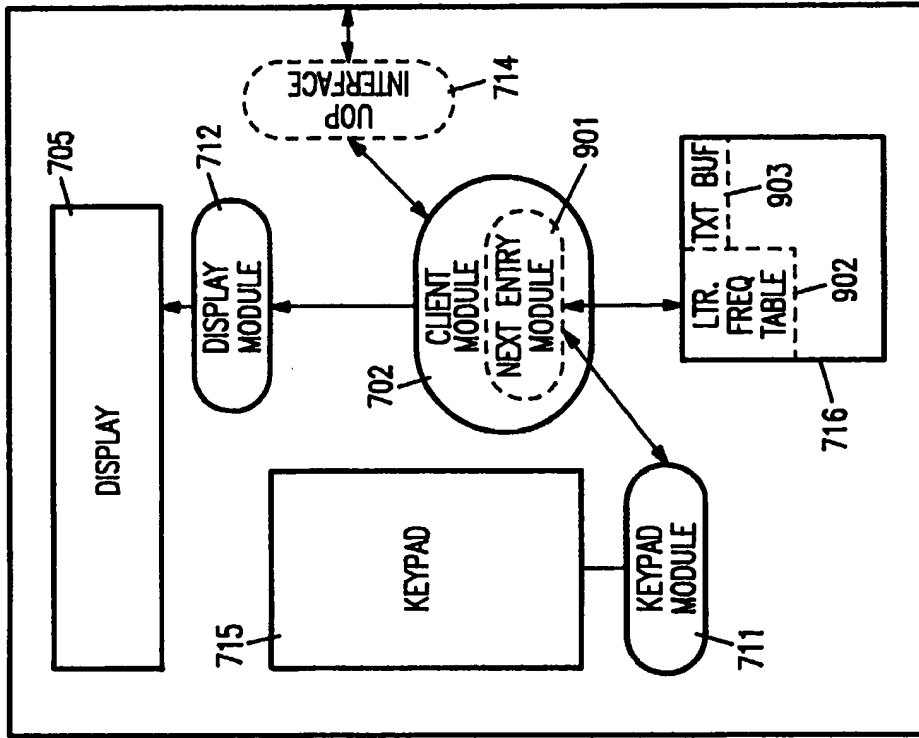 705
DISPLAY
712
DISPLAY
MODULE
UDP
INTERFACE
714
702
CLIENT
MODULE
NEXT ENTRY
MODULE
901
715
KEYPAD
KEYPAD
MODULE
711
LTR.
FREQ
TABLE
902
TXT BUF
903
716